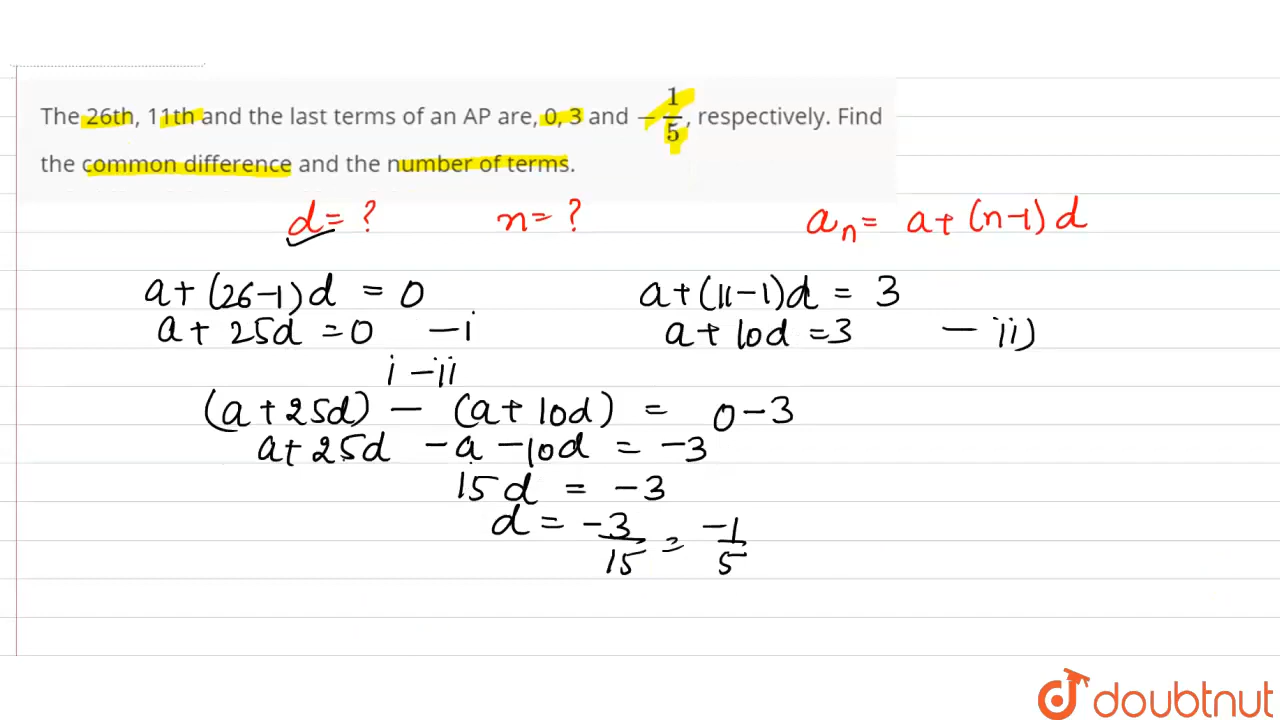 The 26th, 11th and the last terms of an AP are, 0, 3 and −1/5, respectively. Find
the common difference and the number of terms.
d = ? n = ? aₙ = a + (n−1) d
a + (26−1) d = 0 a + (11−1)d = 3
a + 25d = 0 — i a + 10d = 3 — ii)
i − ii
(a + 25d) − (a + 10d) = 0 − 3
a + 25d − a − 10d = −3
15d = −3
d = −3/15 = −1/5
doubtnut